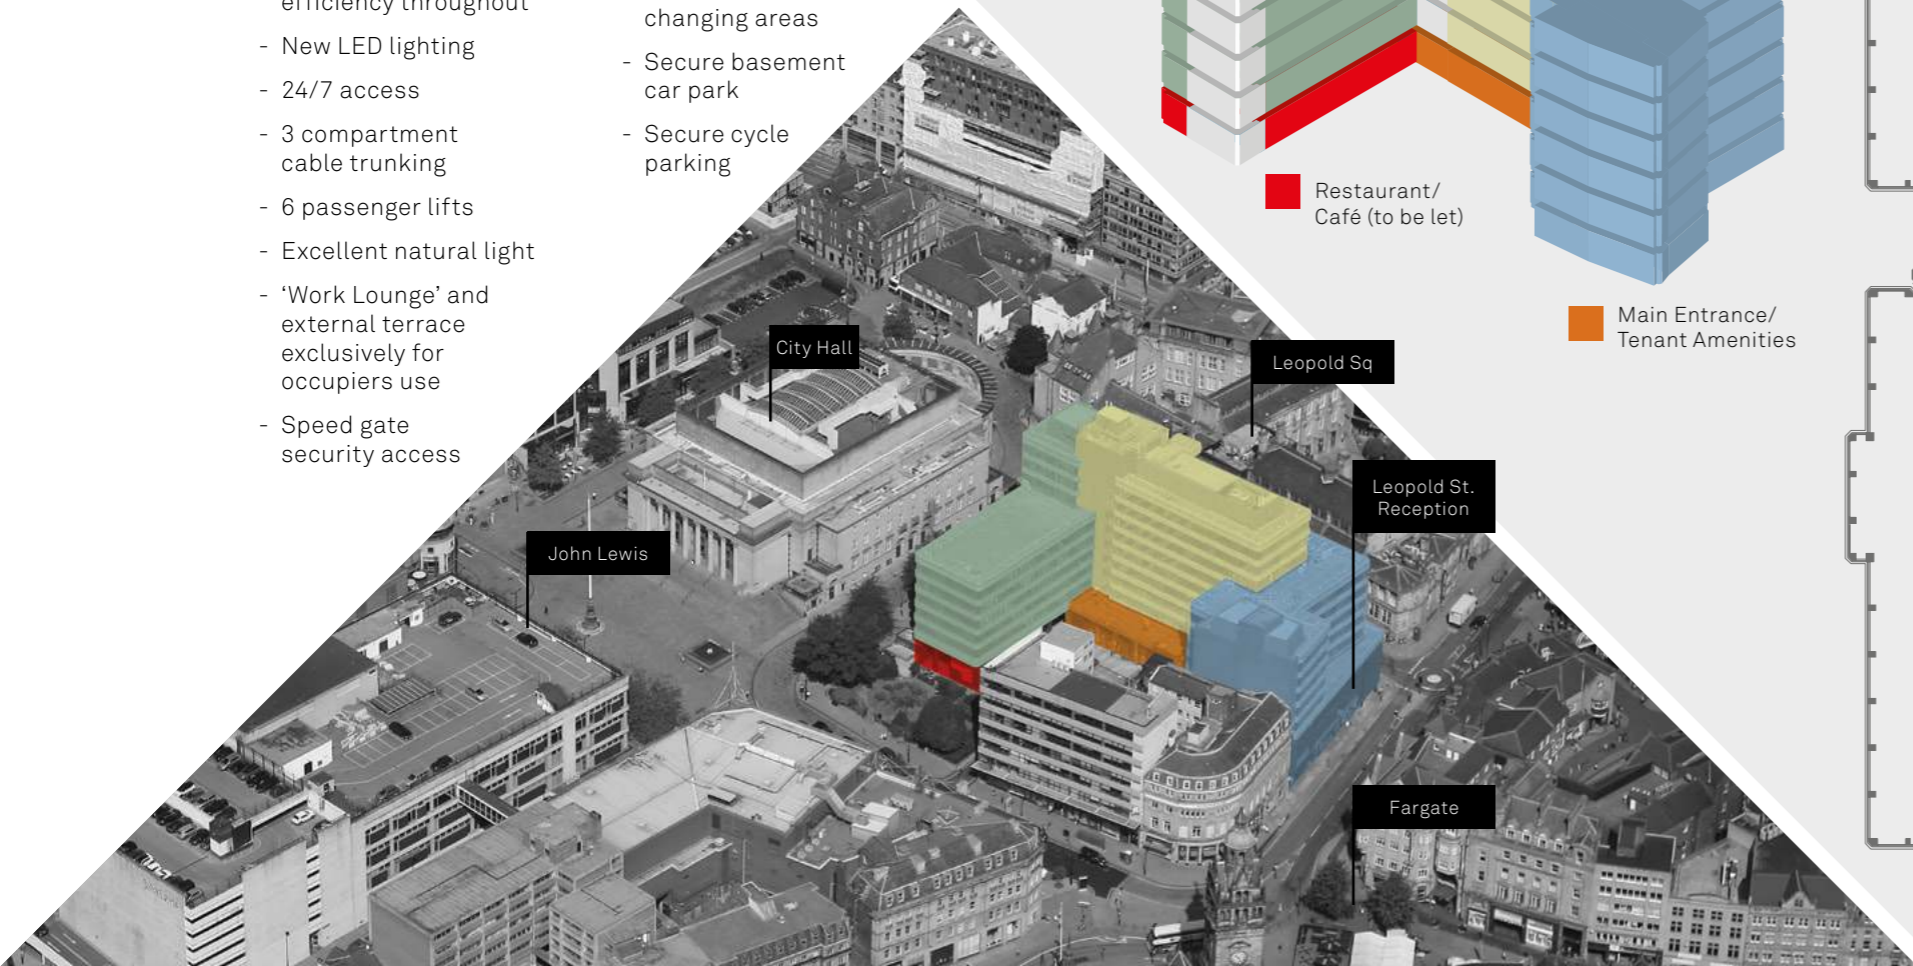 efficiency throughout
- New LED lighting
- 24/7 access
- 3 compartment
cable trunking
- 6 passenger lifts
- Excellent natural light
- ‘Work Lounge’ and
external terrace
exclusively for
occupiers use
- Speed gate
security access
changing areas
- Secure basement
car park
- Secure cycle
parking
Restaurant/
Café (to be let)
Main Entrance/
Tenant Amenities
City Hall
Leopold Sq
Leopold St.
Reception
John Lewis
Fargate